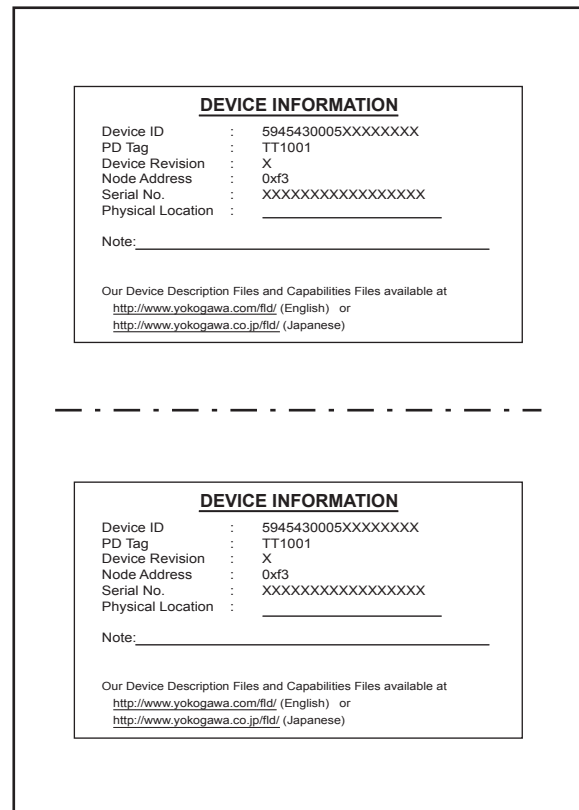 DEVICE INFORMATION
Device ID : 5945430005XXXXXXXX
PD Tag : TT1001
Device Revision : X
Node Address : 0xf3
Serial No. : XXXXXXXXXXXXXXXXX
Physical Location :
Note:
Our Device Description Files and Capabilities Files available at
http://www.yokogawa.com/fld/ (English) or
http://www.yokogawa.co.jp/fld/ (Japanese)
DEVICE INFORMATION
Device ID : 5945430005XXXXXXXX
PD Tag : TT1001
Device Revision : X
Node Address : 0xf3
Serial No. : XXXXXXXXXXXXXXXXX
Physical Location :
Note:
Our Device Description Files and Capabilities Files available at
http://www.yokogawa.com/fld/ (English) or
http://www.yokogawa.co.jp/fld/ (Japanese)